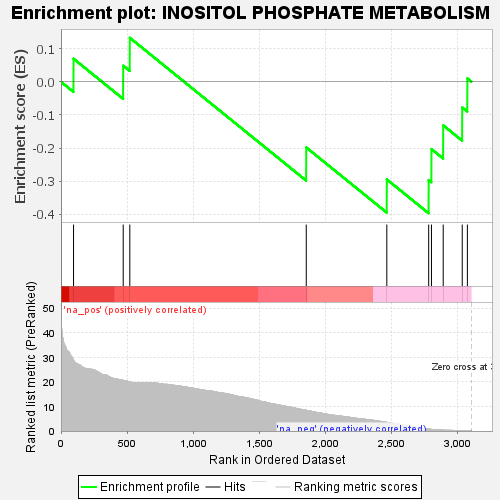 Enrichment plot: INOSITOL PHOSPHATE METABOLISM
Enrichment score (ES)
0.1
0.0
-0.1
-0.2
-0.3
-0.4
'na_pos' (positively correlated)
Ranked list metric (PreRanked)
50
40
30
20
10
0
Zero cross at
'na_neg' (negatively correlated)
0
500
1,000
1,500
2,000
2,500
3,000
Rank in Ordered Dataset
Enrichment profile
Hits
Ranking metric scores